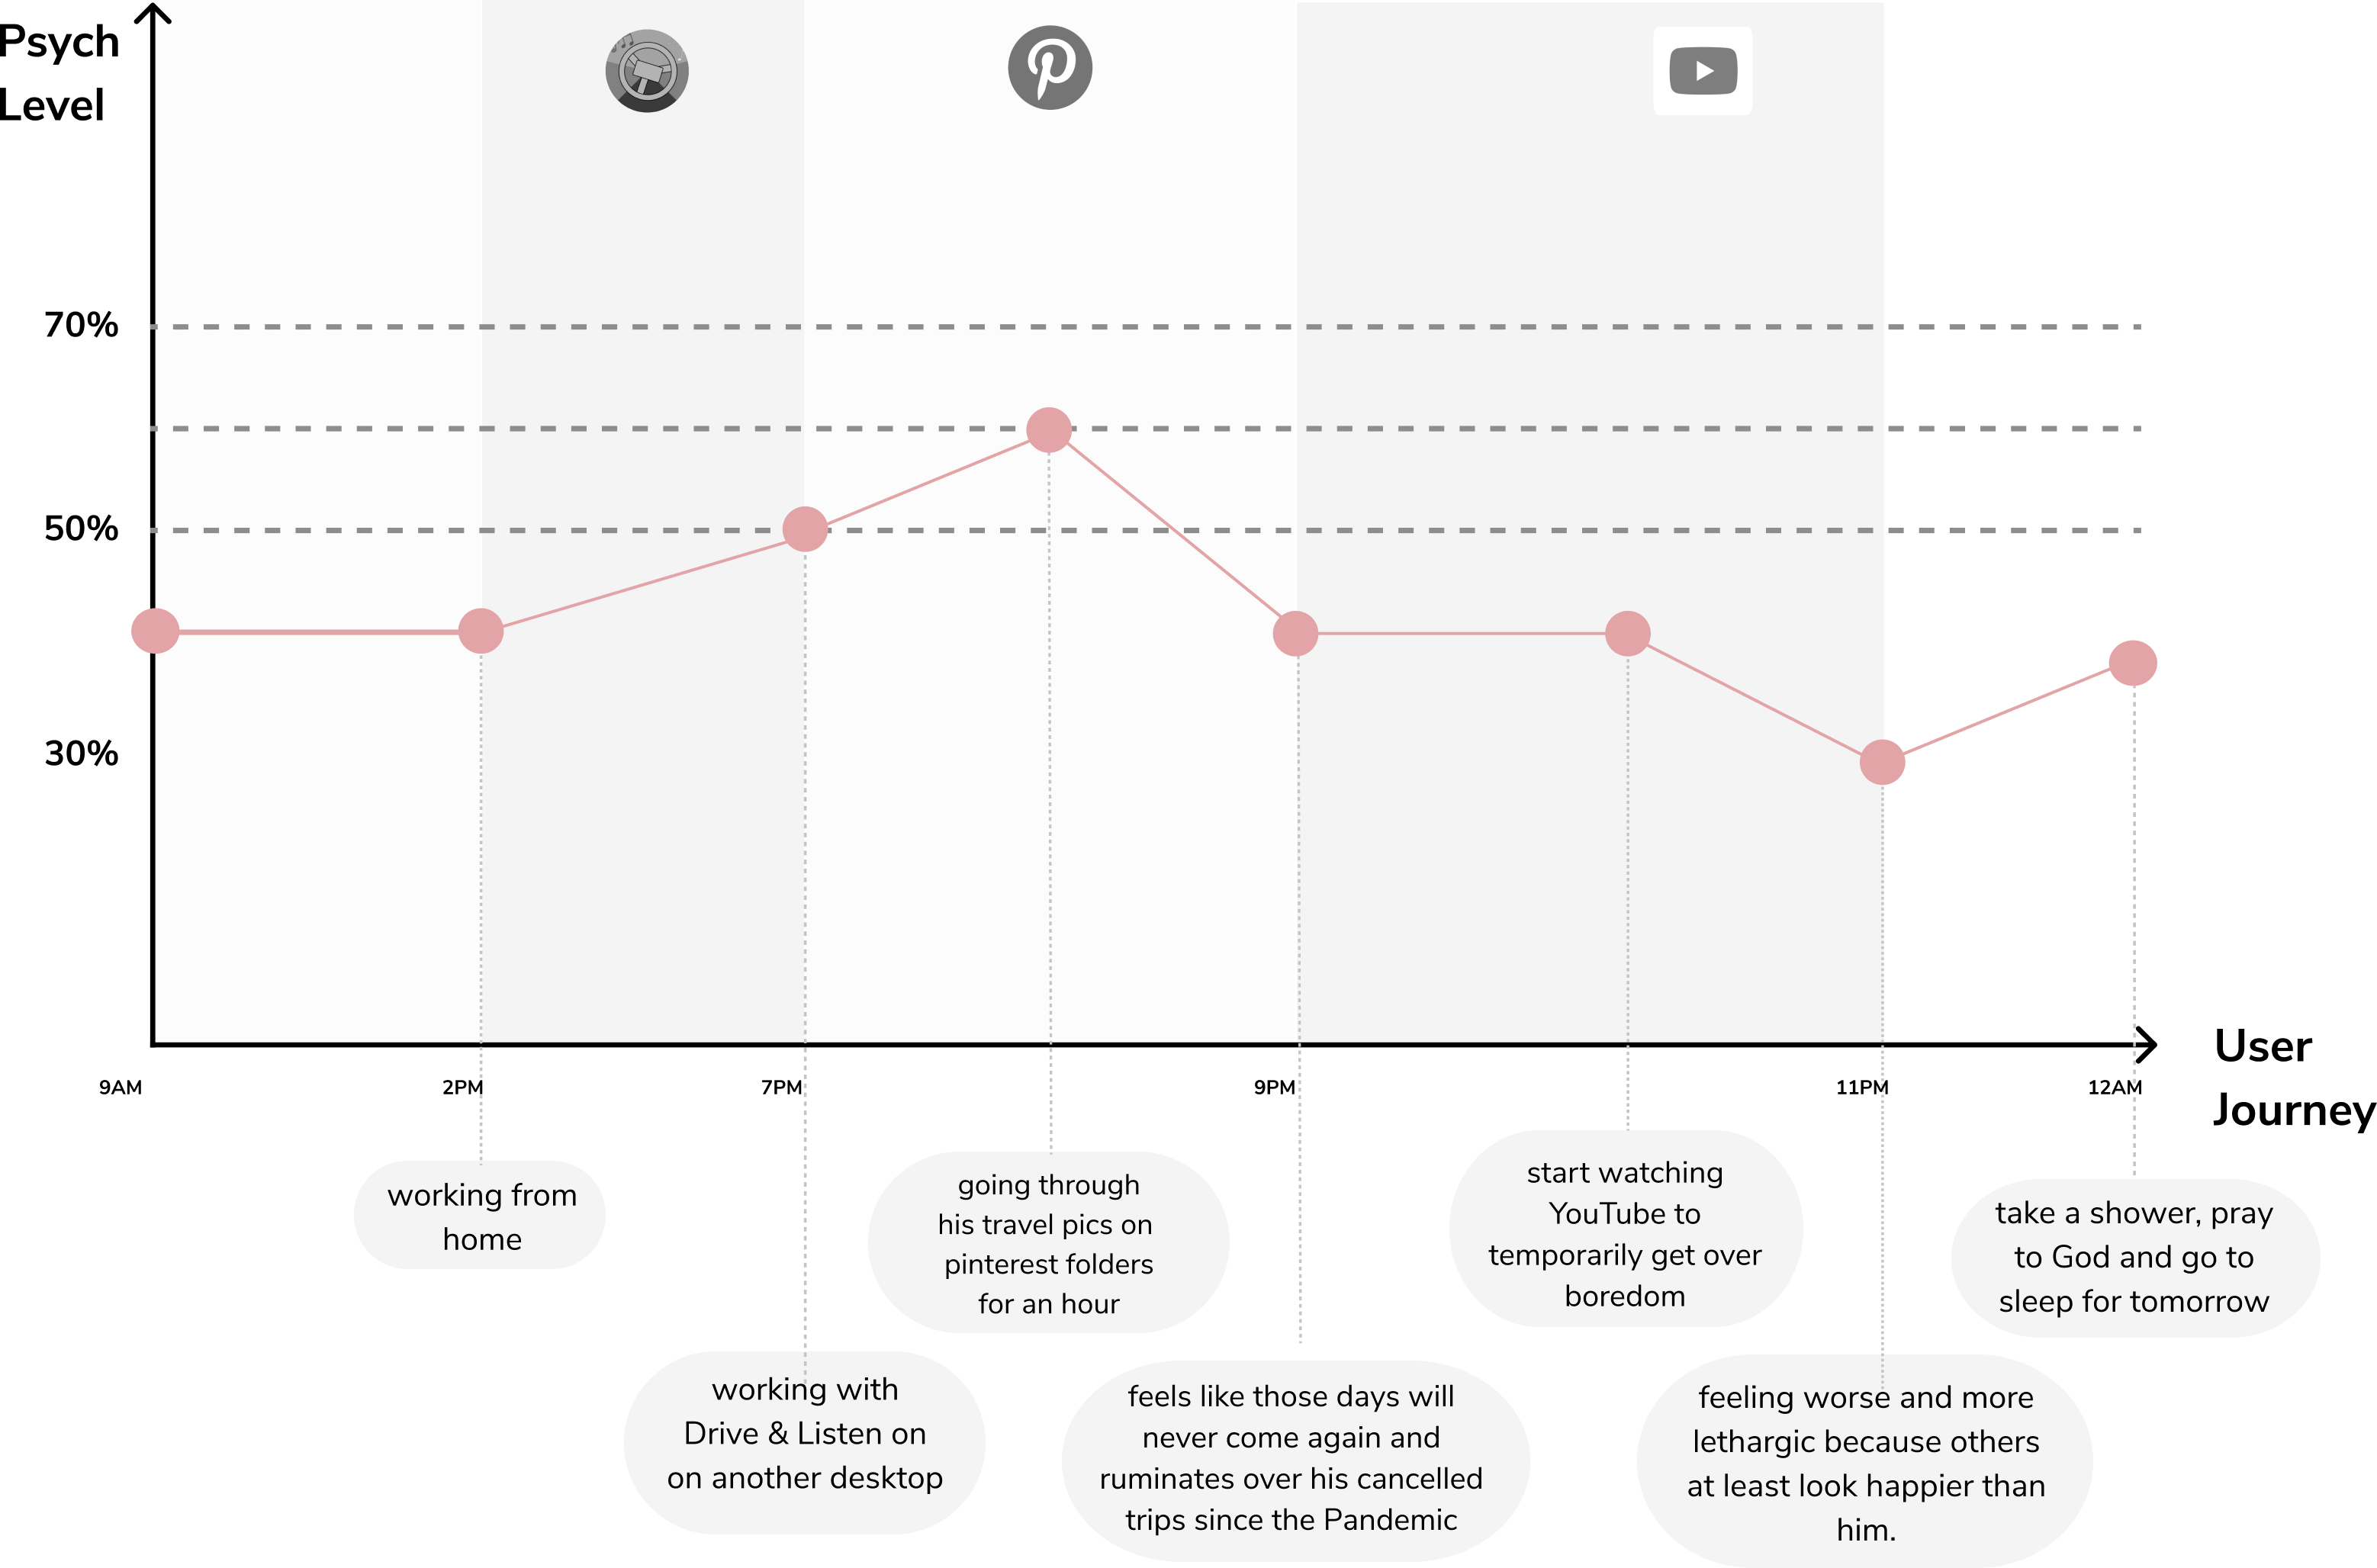 Psych
Level
70%
50%
30%
9AM
2PM
7PM
9PM
11PM
12AM
User
Journey
working from
home
working with
Drive & Listen on
on another desktop
going through
his travel pics on
pinterest folders
for an hour
feels like those days will
never come again and
ruminates over his cancelled
trips since the Pandemic
start watching
YouTube to
temporarily get over
boredom
feeling worse and more
lethargic because others
at least look happier than
him.
take a shower, pray
to God and go to
sleep for tomorrow